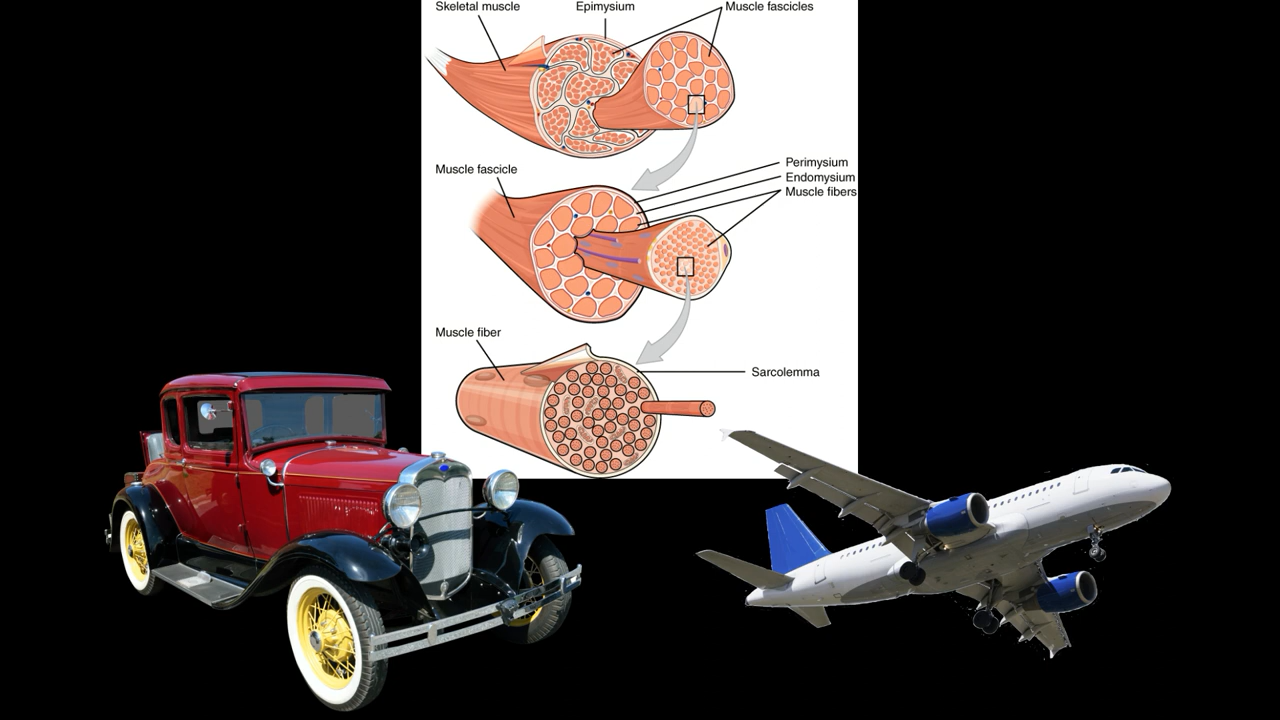 Skeletal muscle
Epimysium
Muscle fascicles
Muscle fascicle
Perimysium
Endomysium
Muscle fibers
Muscle fiber
Sarcolemma